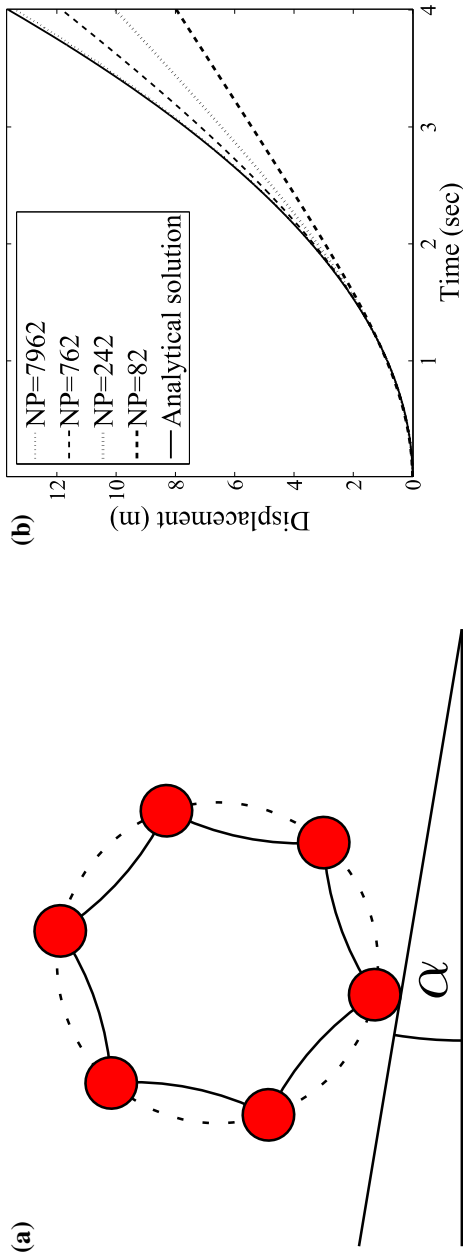 (a)
α
(b)
Displacement (m)
12
10
8
6
4
2
0
NP=7962
NP=762
NP=242
NP=82
Analytical solution
1
2
3
4
Time (sec)